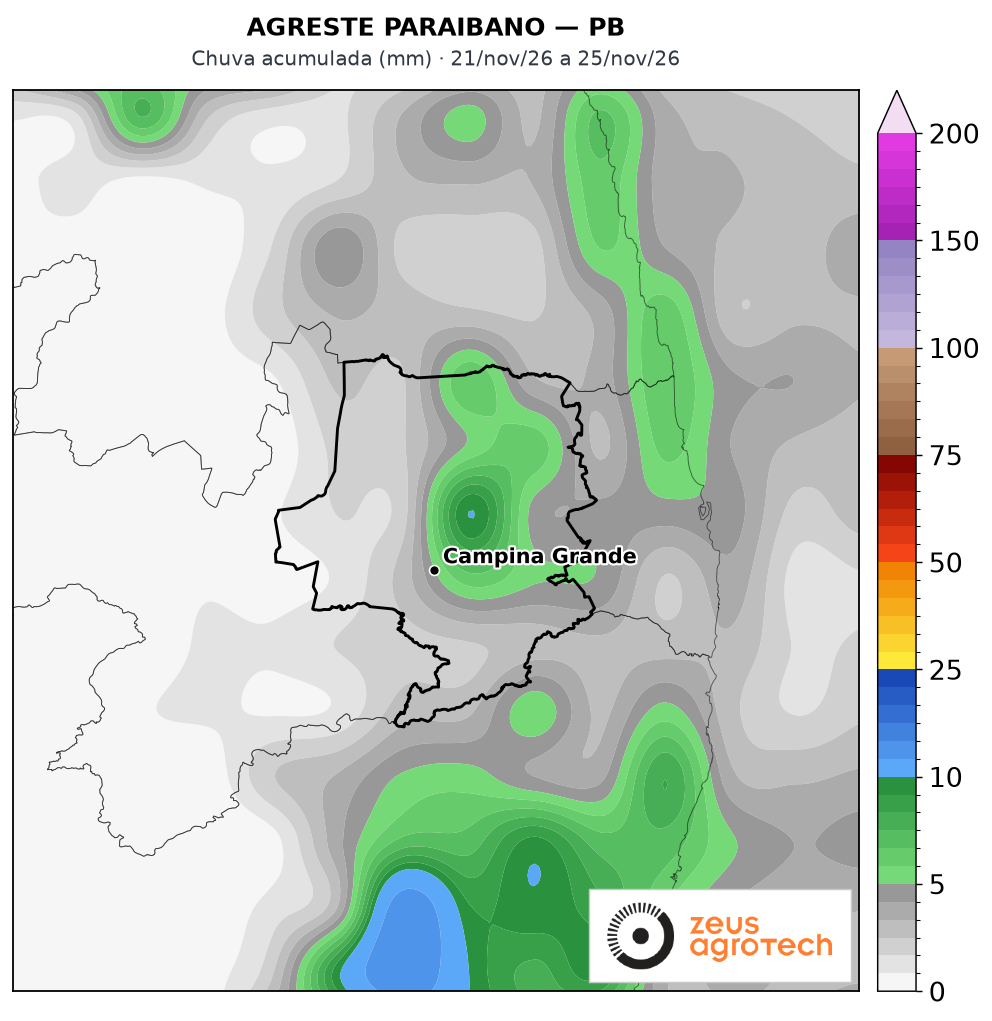 AGRESTE PARAIBANO — PB
Chuva acumulada (mm) · 21/nov/26 a 25/nov/26
200
150
100
75
50
25
10
5
0
Campina Grande
zeus
agrotech